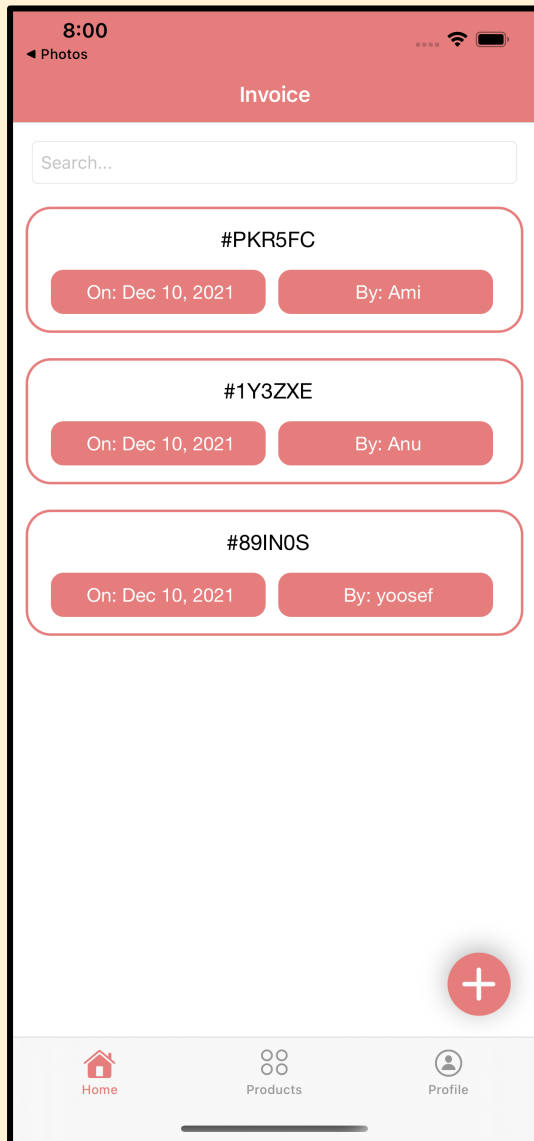 8:00
◀ Photos
Invoice
Search...
#PKR5FC
On: Dec 10, 2021 By: Ami
#1Y3ZXE
On: Dec 10, 2021 By: Anu
#89IN0S
On: Dec 10, 2021 By: yoosef
Home Products Profile